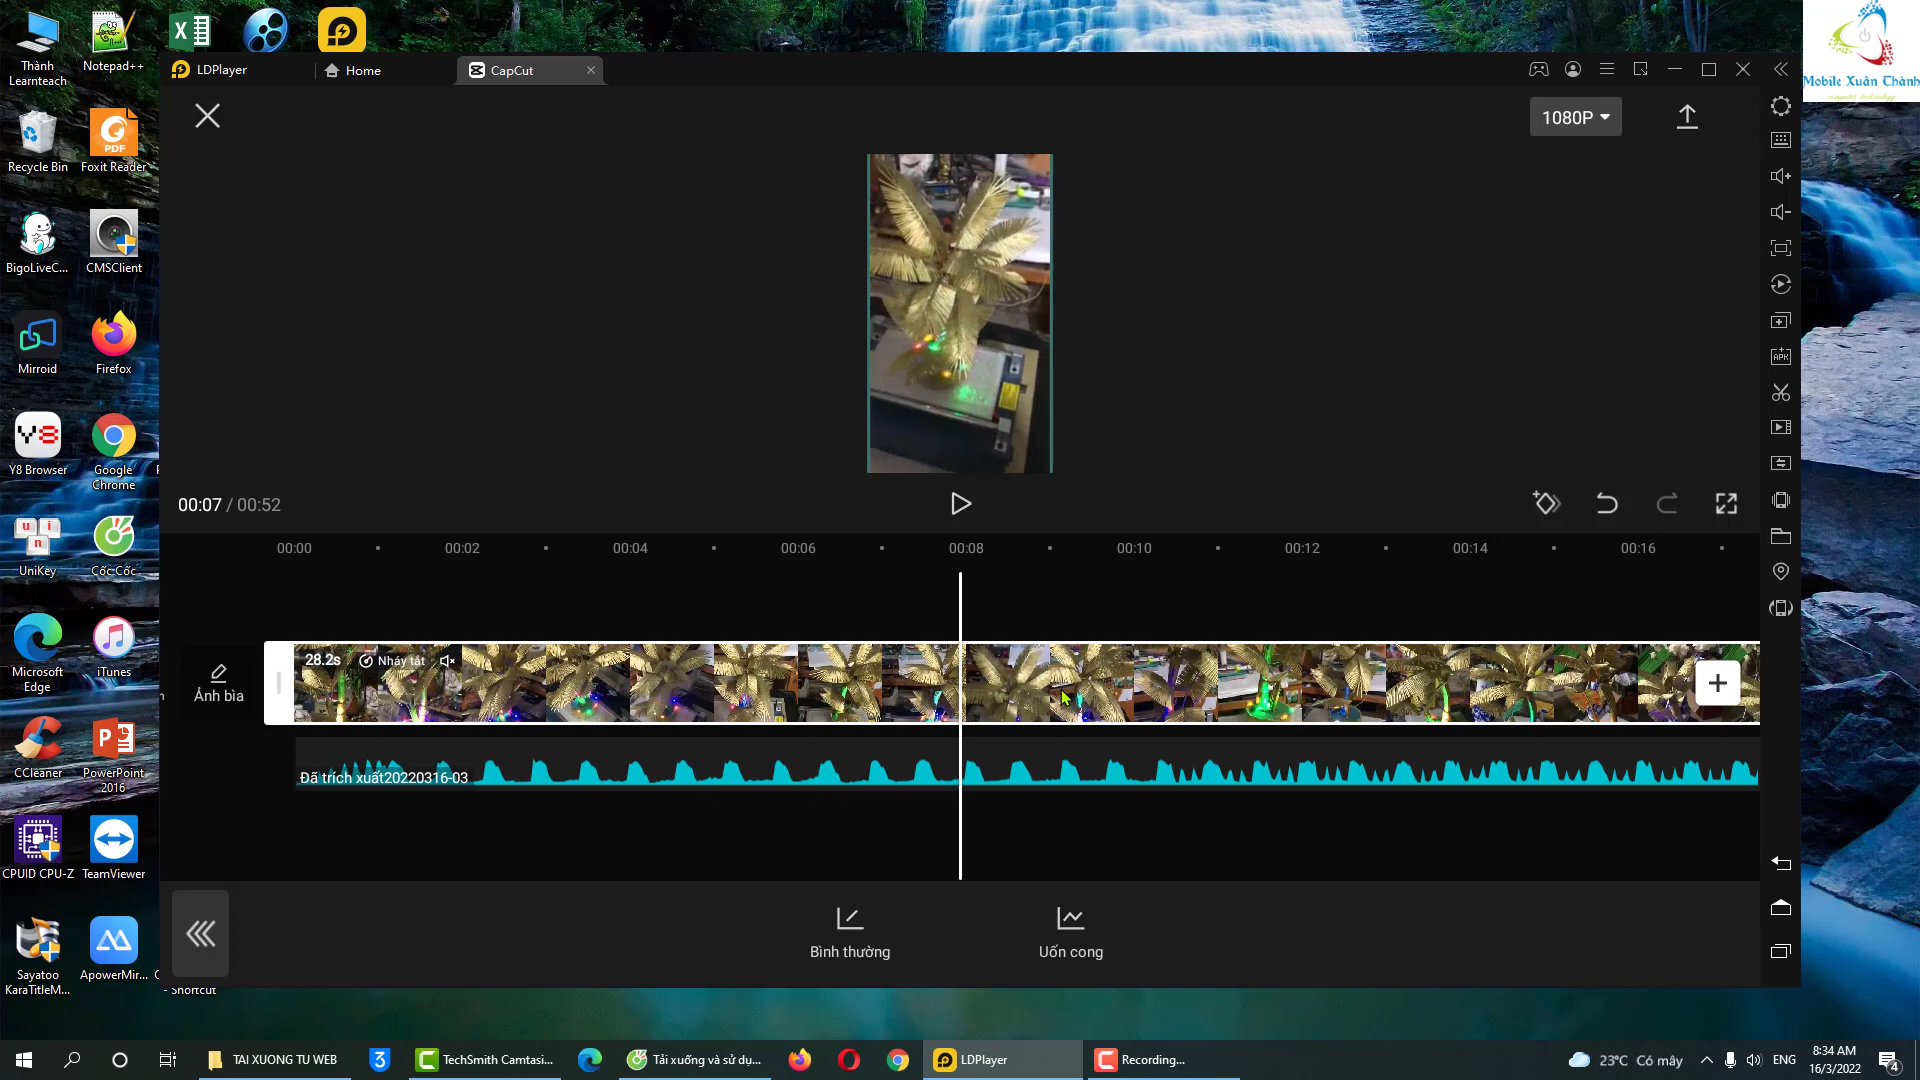 Thành
Learnteach
Notepad++
LDPlayer
Home
CapCut
Mobile Xuân Thành
computer technology
1080P
Recycle Bin
Foxit Reader
PDF
BigoLiveC...
CMSClient
APK
Mirroid
Firefox
Y8 Browser
Google
Chrome
00:07 / 00:52
00:00
00:02
00:04
00:06
00:08
00:10
00:12
00:14
00:16
UniKey
Cốc Cốc
28.2s
Nháy tắt
Ảnh bìa
Microsoft
Edge
iTunes
Đã trích xuất20220316-03
CCleaner
PowerPoint
2016
CPUID CPU-Z
TeamViewer
Bình thường
Uốn cong
Sayatoo
KaraTitleM...
ApowerMir...
- Shortcut
TAI XUONG TU WEB
TechSmith Camtasi...
Tải xuống và sử dụ...
LDPlayer
Recording...
23°C Có mây
ENG
8:34 AM
16/3/2022
4